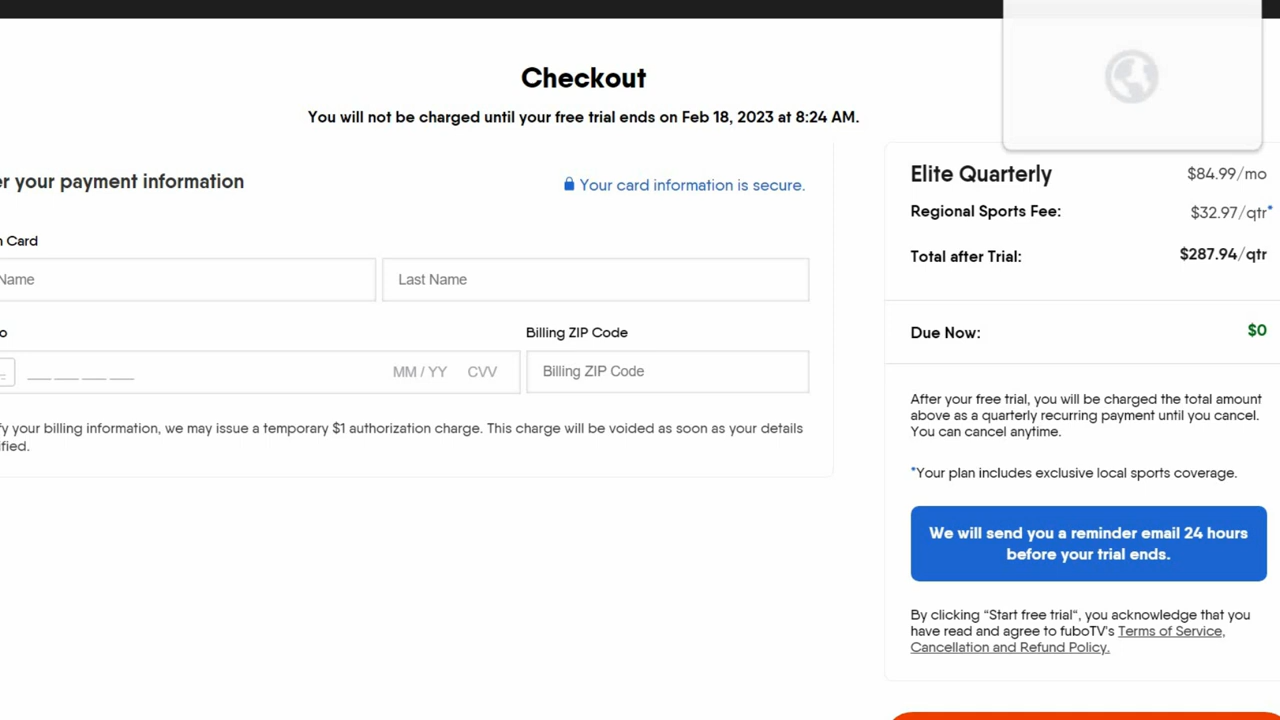 Checkout
You will not be charged until your free trial ends on Feb 18, 2023 at 8:24 AM.
your payment information
Your card information is secure.
Card
Name
Last Name
Billing ZIP Code
MM / YY CVV
Billing ZIP Code
your billing information, we may issue a temporary $1 authorization charge. This charge will be voided as soon as your details
Elite Quarterly $84.99/mo
Regional Sports Fee: $32.97/qtr*
Total after Trial: $287.94/qtr
Due Now: $0
After your free trial, you will be charged the total amount
above as a quarterly recurring payment until you cancel.
You can cancel anytime.
*Your plan includes exclusive local sports coverage.
We will send you a reminder email 24 hours
before your trial ends.
By clicking “Start free trial“, you acknowledge that you
have read and agree to fuboTV's Terms of Service,
Cancellation and Refund Policy.